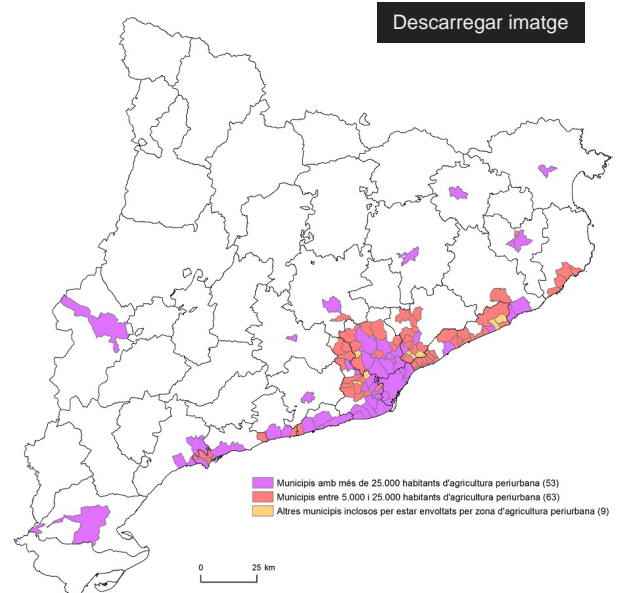 Descarregar imatge
Municipis amb més de 25.000 habitants d'agricultura periurbana (53)
Municipis entre 5.000 i 25.000 habitants d'agricultura periurbana (63)
Altres municipis inclosos per estar envoltats per zona d'agricultura periurbana (9)
0 25 km